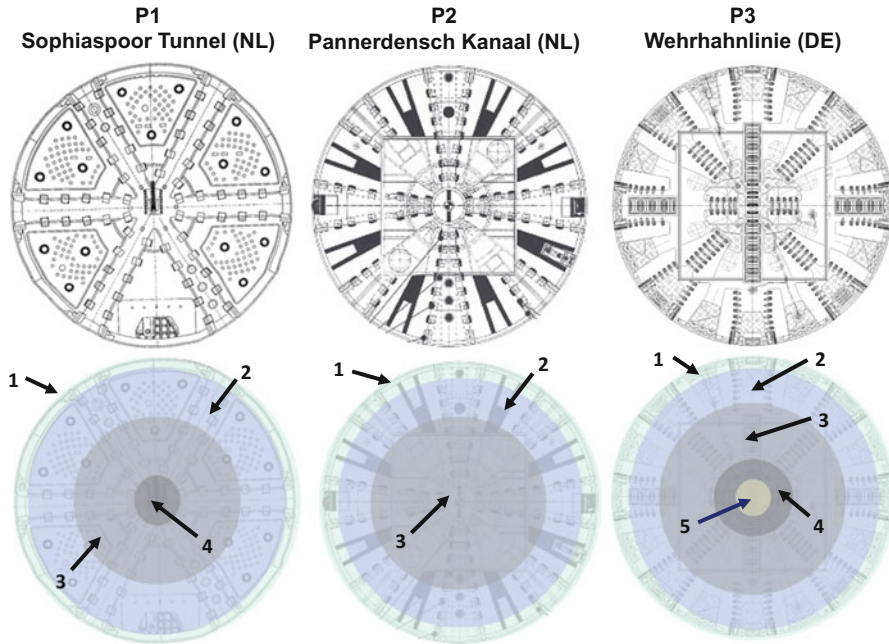 P1
Sophiaspoor Tunnel (NL)
P2
Pannerdensch Kanaal (NL)
P3
Wehrhahnlinie (DE)
1
2
3
4
1
2
3
1
2
3
4
5